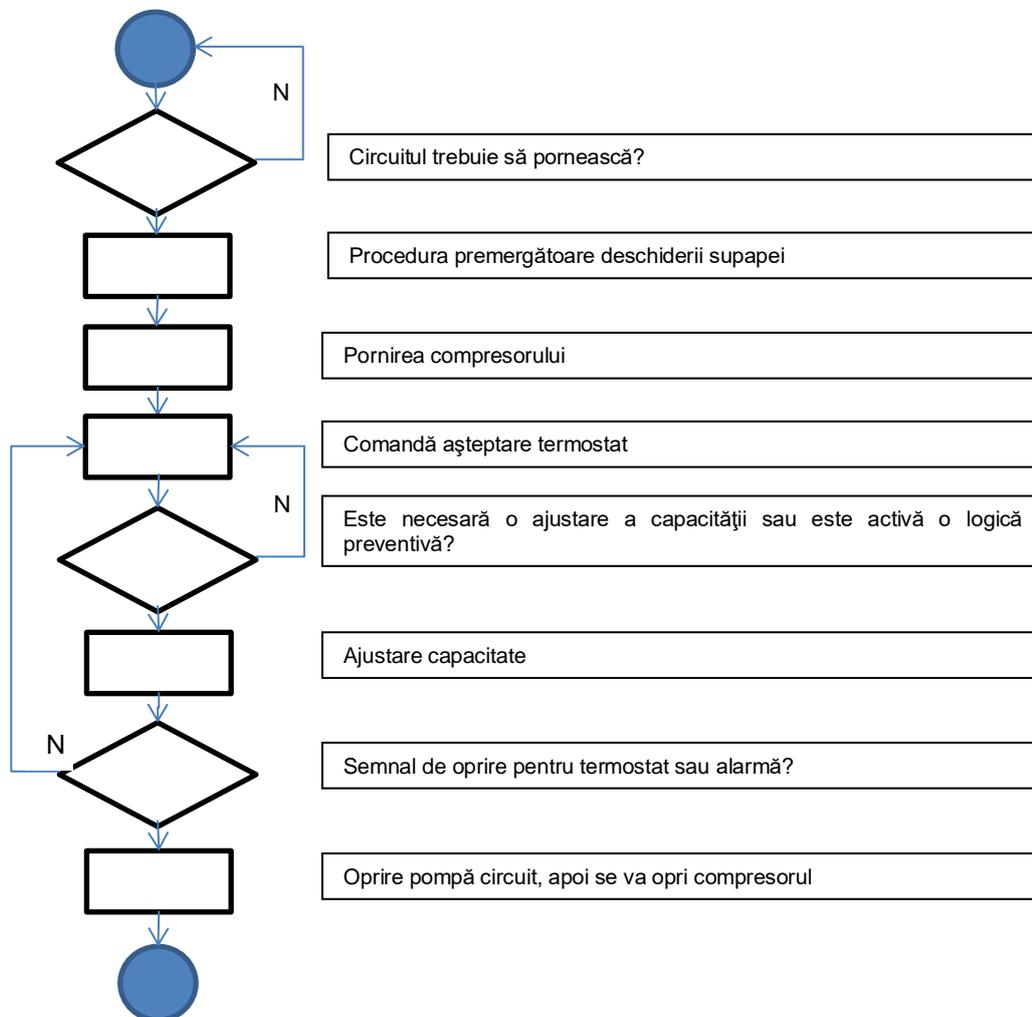 N
Circuitul trebuie să pornească?
Procedura premergătoare deschiderii supapei
Pornirea compresorului
Comandă aşteptare termostat
N
Este necesară o ajustare a capacităţii sau este activă o logică
preventivă?
Ajustare capacitate
N
Semnal de oprire pentru termostat sau alarmă?
Oprire pompă circuit, apoi se va opri compresorul